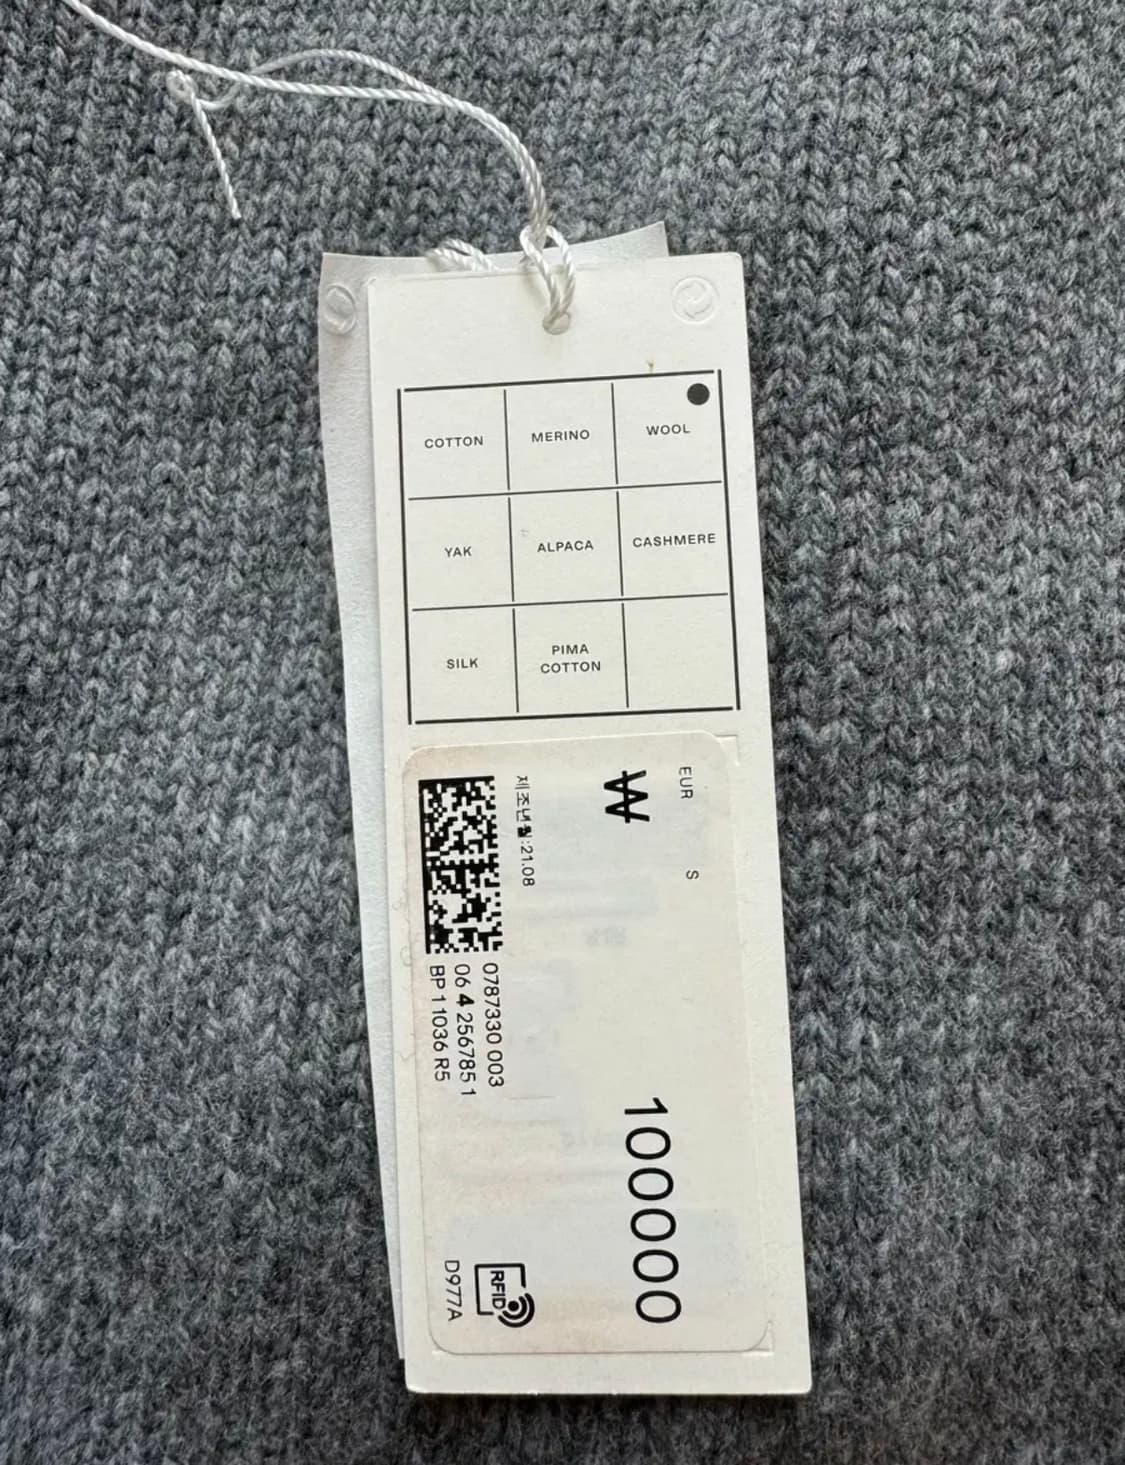 COTTON
MERINO
WOOL
YAK
ALPACA
CASHMERE
SILK
PIMA
COTTON
EUR S
₩ 100000
제조년월:21.08
0787330 003
06 4 256785 1
BP 11036 R5
RFID
D977A